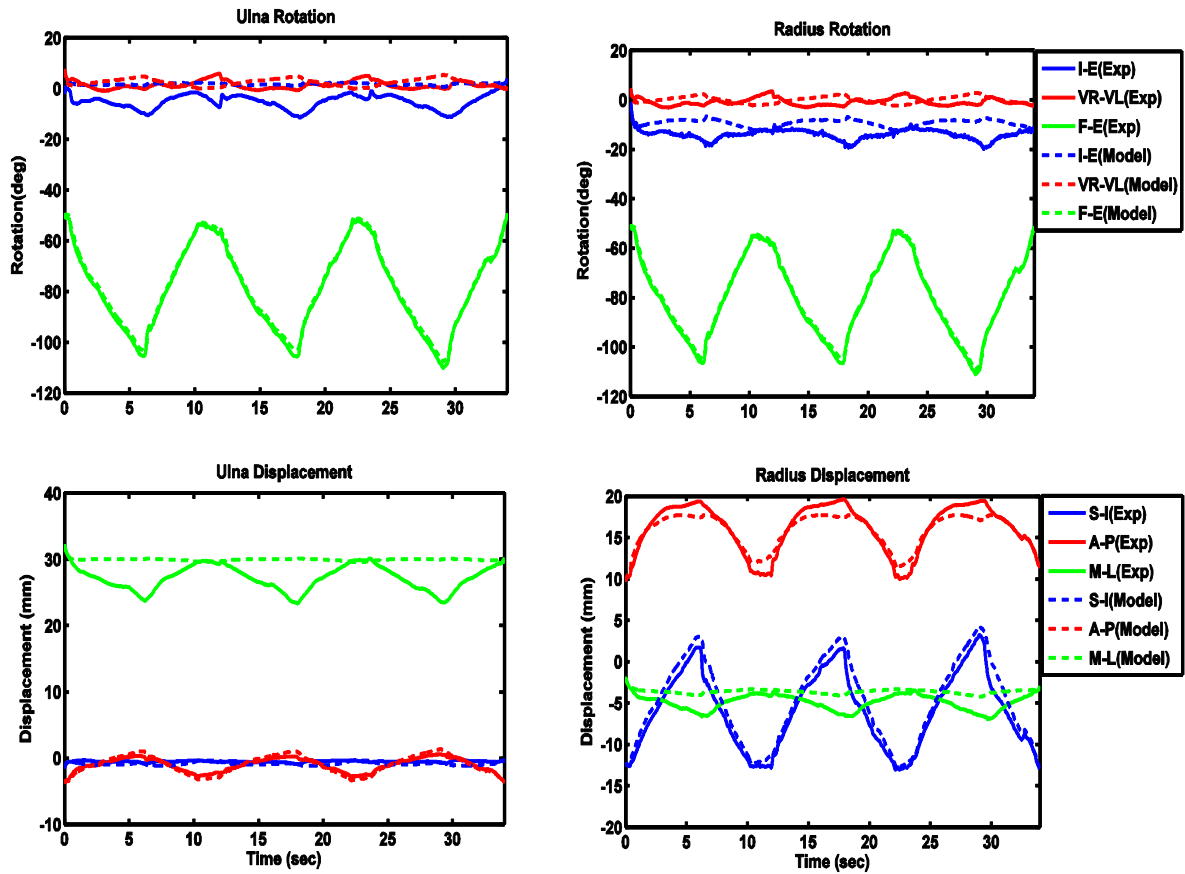 Ulna Rotation
20
0
-20
-40
-60
-80
-100
-120
Rotation(deg)
0 5 10 15 20 25 30
Radius Rotation
20
0
-20
-40
-60
-80
-100
-120
Rotation(deg)
0 5 10 15 20 25 30
I-E(Exp)
VR-VL(Exp)
F-E(Exp)
I-E(Model)
VR-VL(Model)
F-E(Model)
Ulna Displacement
40
30
20
10
0
-10
Displacement (mm)
0 5 10 15 20 25 30
Time (sec)
Radius Displacement
20
15
10
5
0
-5
-10
-15
-20
Displacement (mm)
0 5 10 15 20 25 30
Time (sec)
S-I(Exp)
A-P(Exp)
M-L(Exp)
S-I(Model)
A-P(Model)
M-L(Model)